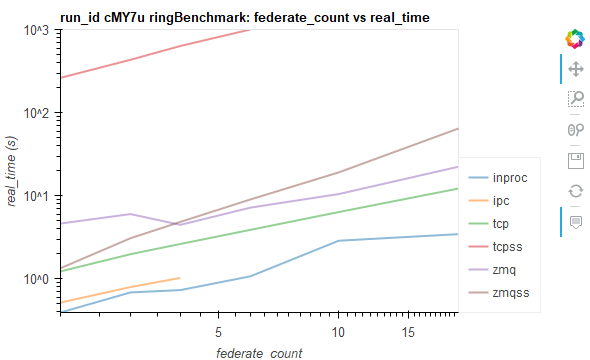 run_id cMY7u ringBenchmark: federate_count vs real_time
10^3
10^2
10^1
10^0
real_time (s)
5
10
15
federate_count
inproc
ipc
tcp
tcpss
zmq
zmqss